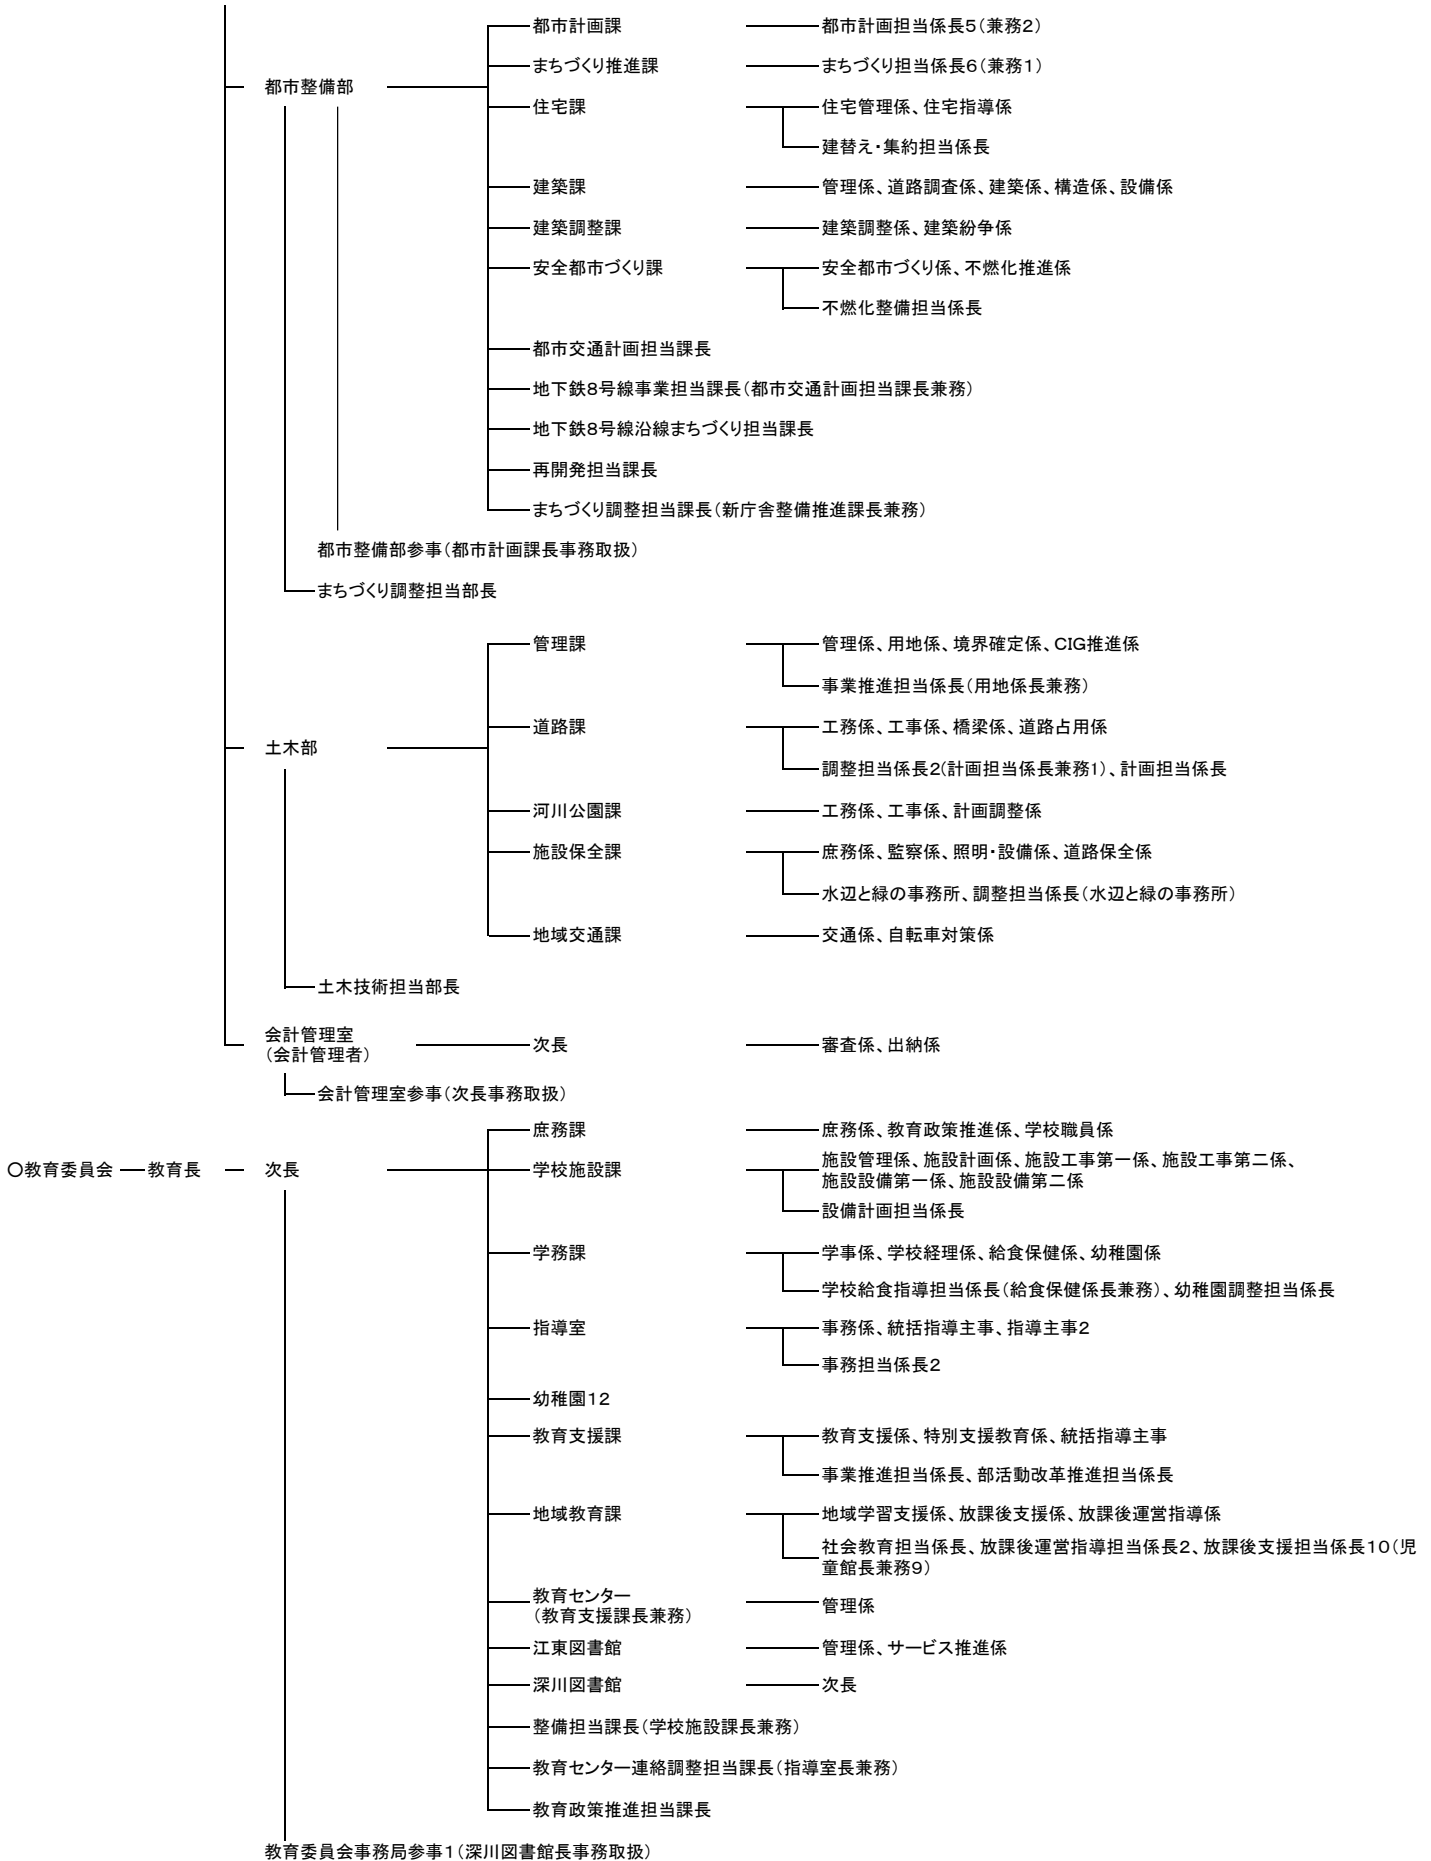 都市計画課 都市計画担当係長5(兼務2)
まちづくり推進課 まちづくり担当係長6(兼務1)
都市整備部
住宅課 住宅管理係、住宅指導係
建替え・集約担当係長
建築課 管理係、道路調査係、建築係、構造係、設備係
建築調整課 建築調整係、建築紛争係
安全都市づくり課 安全都市づくり係、不燃化推進係
不燃化整備担当係長
都市交通計画担当課長
地下鉄8号線事業担当課長(都市交通計画担当課長兼務)
地下鉄8号線沿線まちづくり担当課長
再開発担当課長
まちづくり調整担当課長(新庁舎整備推進課長兼務)
都市整備部参事(都市計画課長事務取扱)
まちづくり調整担当部長
管理課 管理係、用地係、境界確定係、CIG推進係
事業推進担当係長(用地係長兼務)
道路課 工務係、工事係、橋梁係、道路占用係
土木部
調整担当係長2(計画担当係長兼務1)、計画担当係長
河川公園課 工務係、工事係、計画調整係
施設保全課 庶務係、監察係、照明・設備係、道路保全係
水辺と緑の事務所、調整担当係長(水辺と緑の事務所)
地域交通課 交通係、自転車対策係
土木技術担当部長
会計管理室
(会計管理者) 次長 審査係、出納係
会計管理室参事(次長事務取扱)
庶務課 庶務係、教育政策推進係、学校職員係
〇教育委員会 教育長 次長 学校施設課 施設管理係、施設計画係、施設工事第一係、施設工事第二係、
施設設備第一係、施設設備第二係
設備計画担当係長
学務課 学事係、学校経理係、給食保健係、幼稚園係
学校給食指導担当係長(給食保健係長兼務)、幼稚園調整担当係長
指導室 事務係、統括指導主事、指導主事2
事務担当係長2
幼稚園12
教育支援課 教育支援係、特別支援教育係、統括指導主事
事業推進担当係長、部活動改革推進担当係長
地域教育課 地域学習支援係、放課後支援係、放課後運営指導係
社会教育担当係長、放課後運営指導担当係長2、放課後支援担当係長10(児
童館長兼務9)
教育センター
(教育支援課長兼務) 管理係
江東図書館 管理係、サービス推進係
深川図書館 次長
整備担当課長(学校施設課長兼務)
教育センター連絡調整担当課長(指導室長兼務)
教育政策推進担当課長
教育委員会事務局参事1(深川図書館長事務取扱)